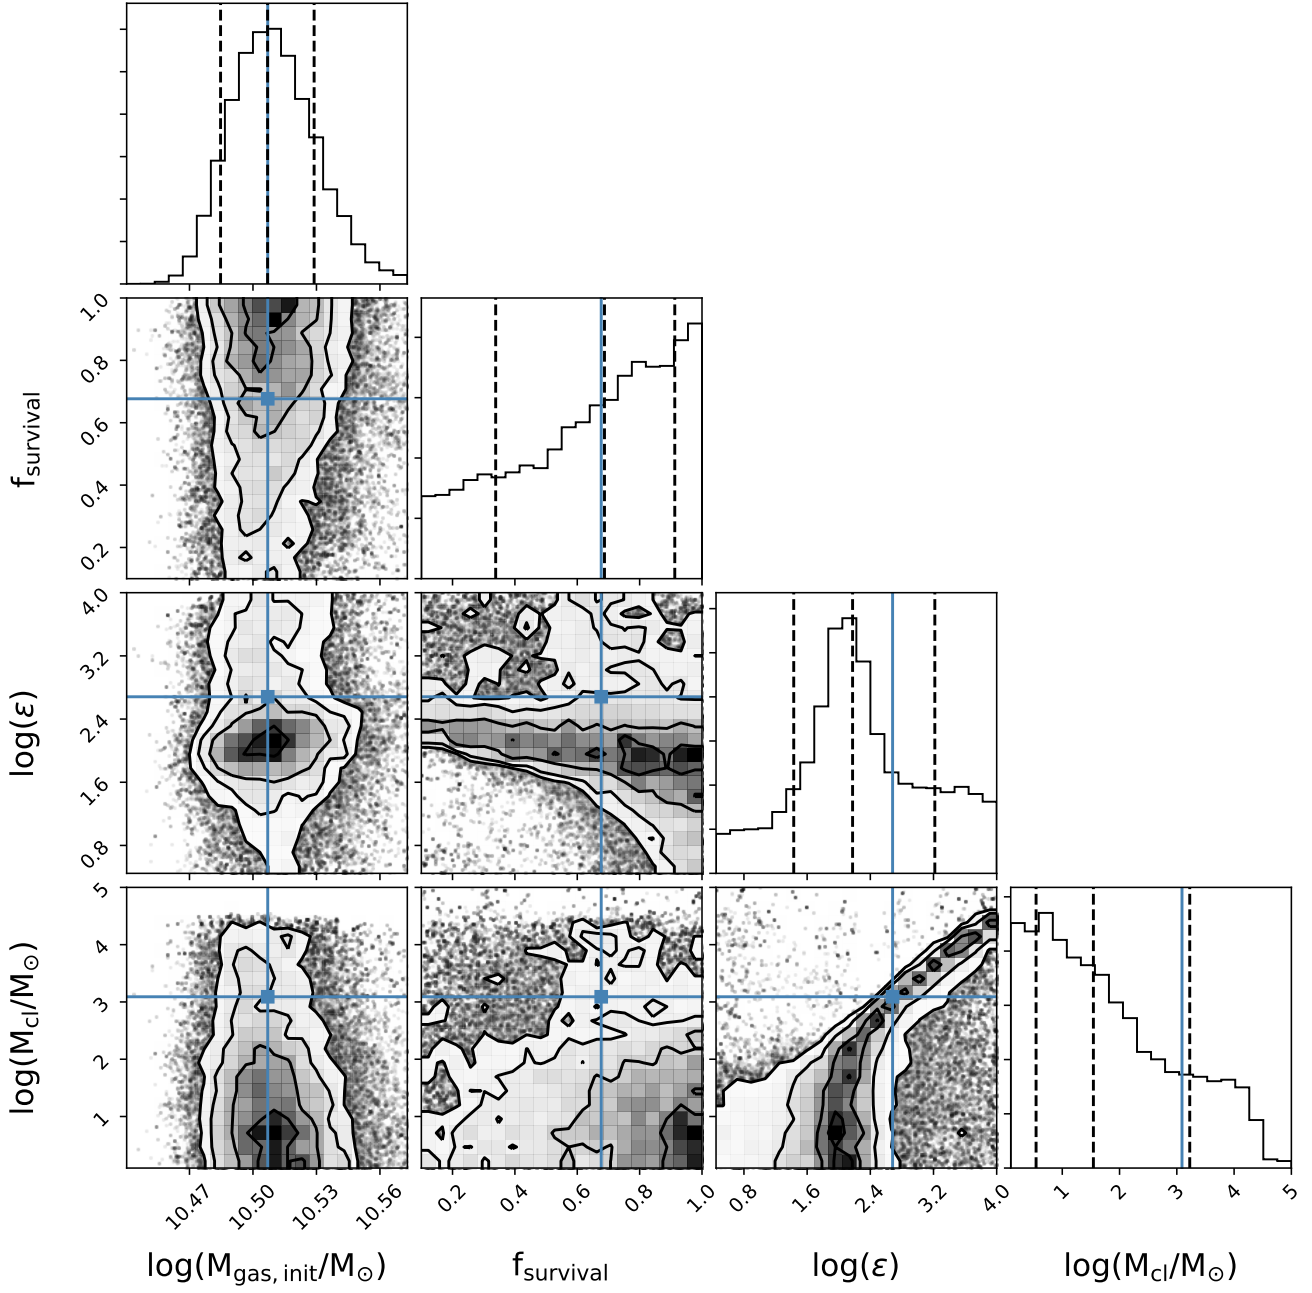 1.0
0.8
0.6
0.4
0.2
f_survival
4.0
3.2
2.4
1.6
0.8
log(ε)
5
4
3
2
1
log(M_cl/M_⊙)
10.47 10.50 10.53 10.56
0.2 0.4 0.6 0.8 1.0
0.8 1.6 2.4 3.2 4.0
1 2 3 4 5
log(M_gas, init/M_⊙)
f_survival
log(ε)
log(M_cl/M_⊙)